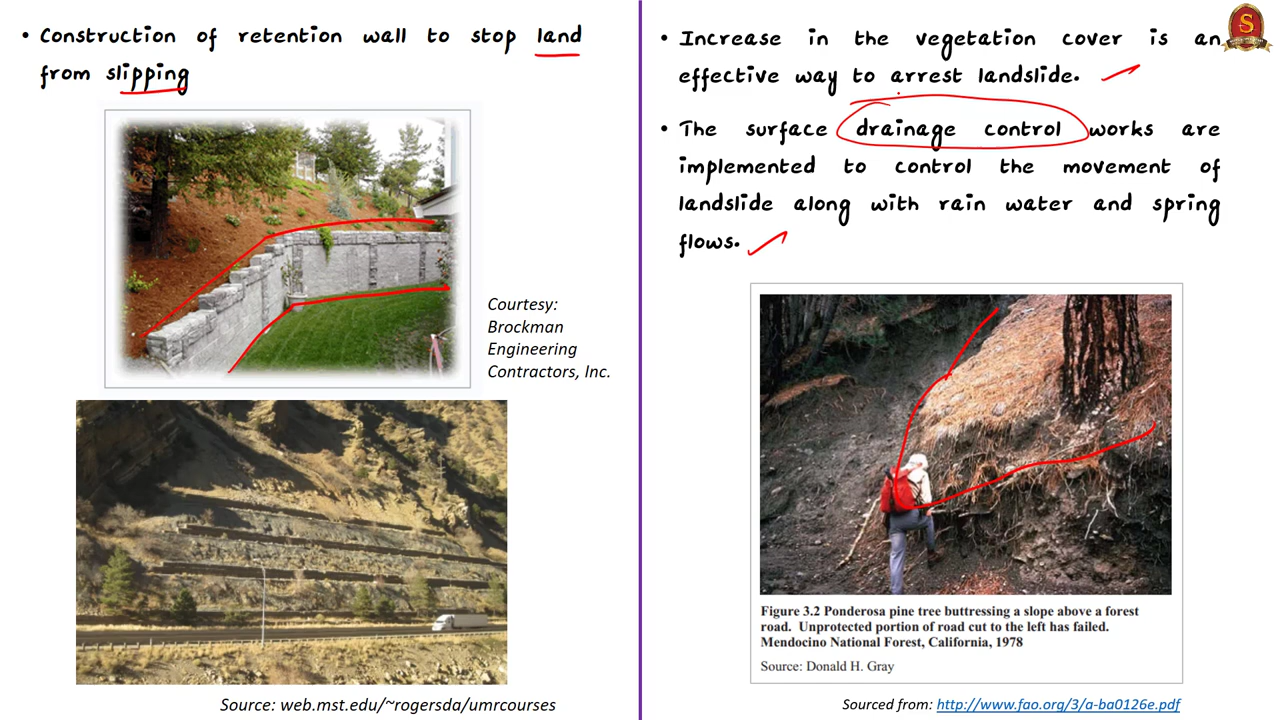 • Construction of retention wall to stop land
from slipping
Courtesy:
Brockman
Engineering
Contractors, Inc.
Source: web.mst.edu/~rogersda/umrcourses
• Increase in the vegetation cover is an
effective way to arrest landslide.
• The surface drainage control works are
implemented to control the movement of
landslide along with rain water and spring
flows.
Figure 3.2 Ponderosa pine tree buttressing a slope above a forest
road. Unprotected portion of road cut to the left has failed.
Mendocino National Forest, California, 1978
Source: Donald H. Gray
Sourced from: http://www.fao.org/3/a-ba0126e.pdf
S